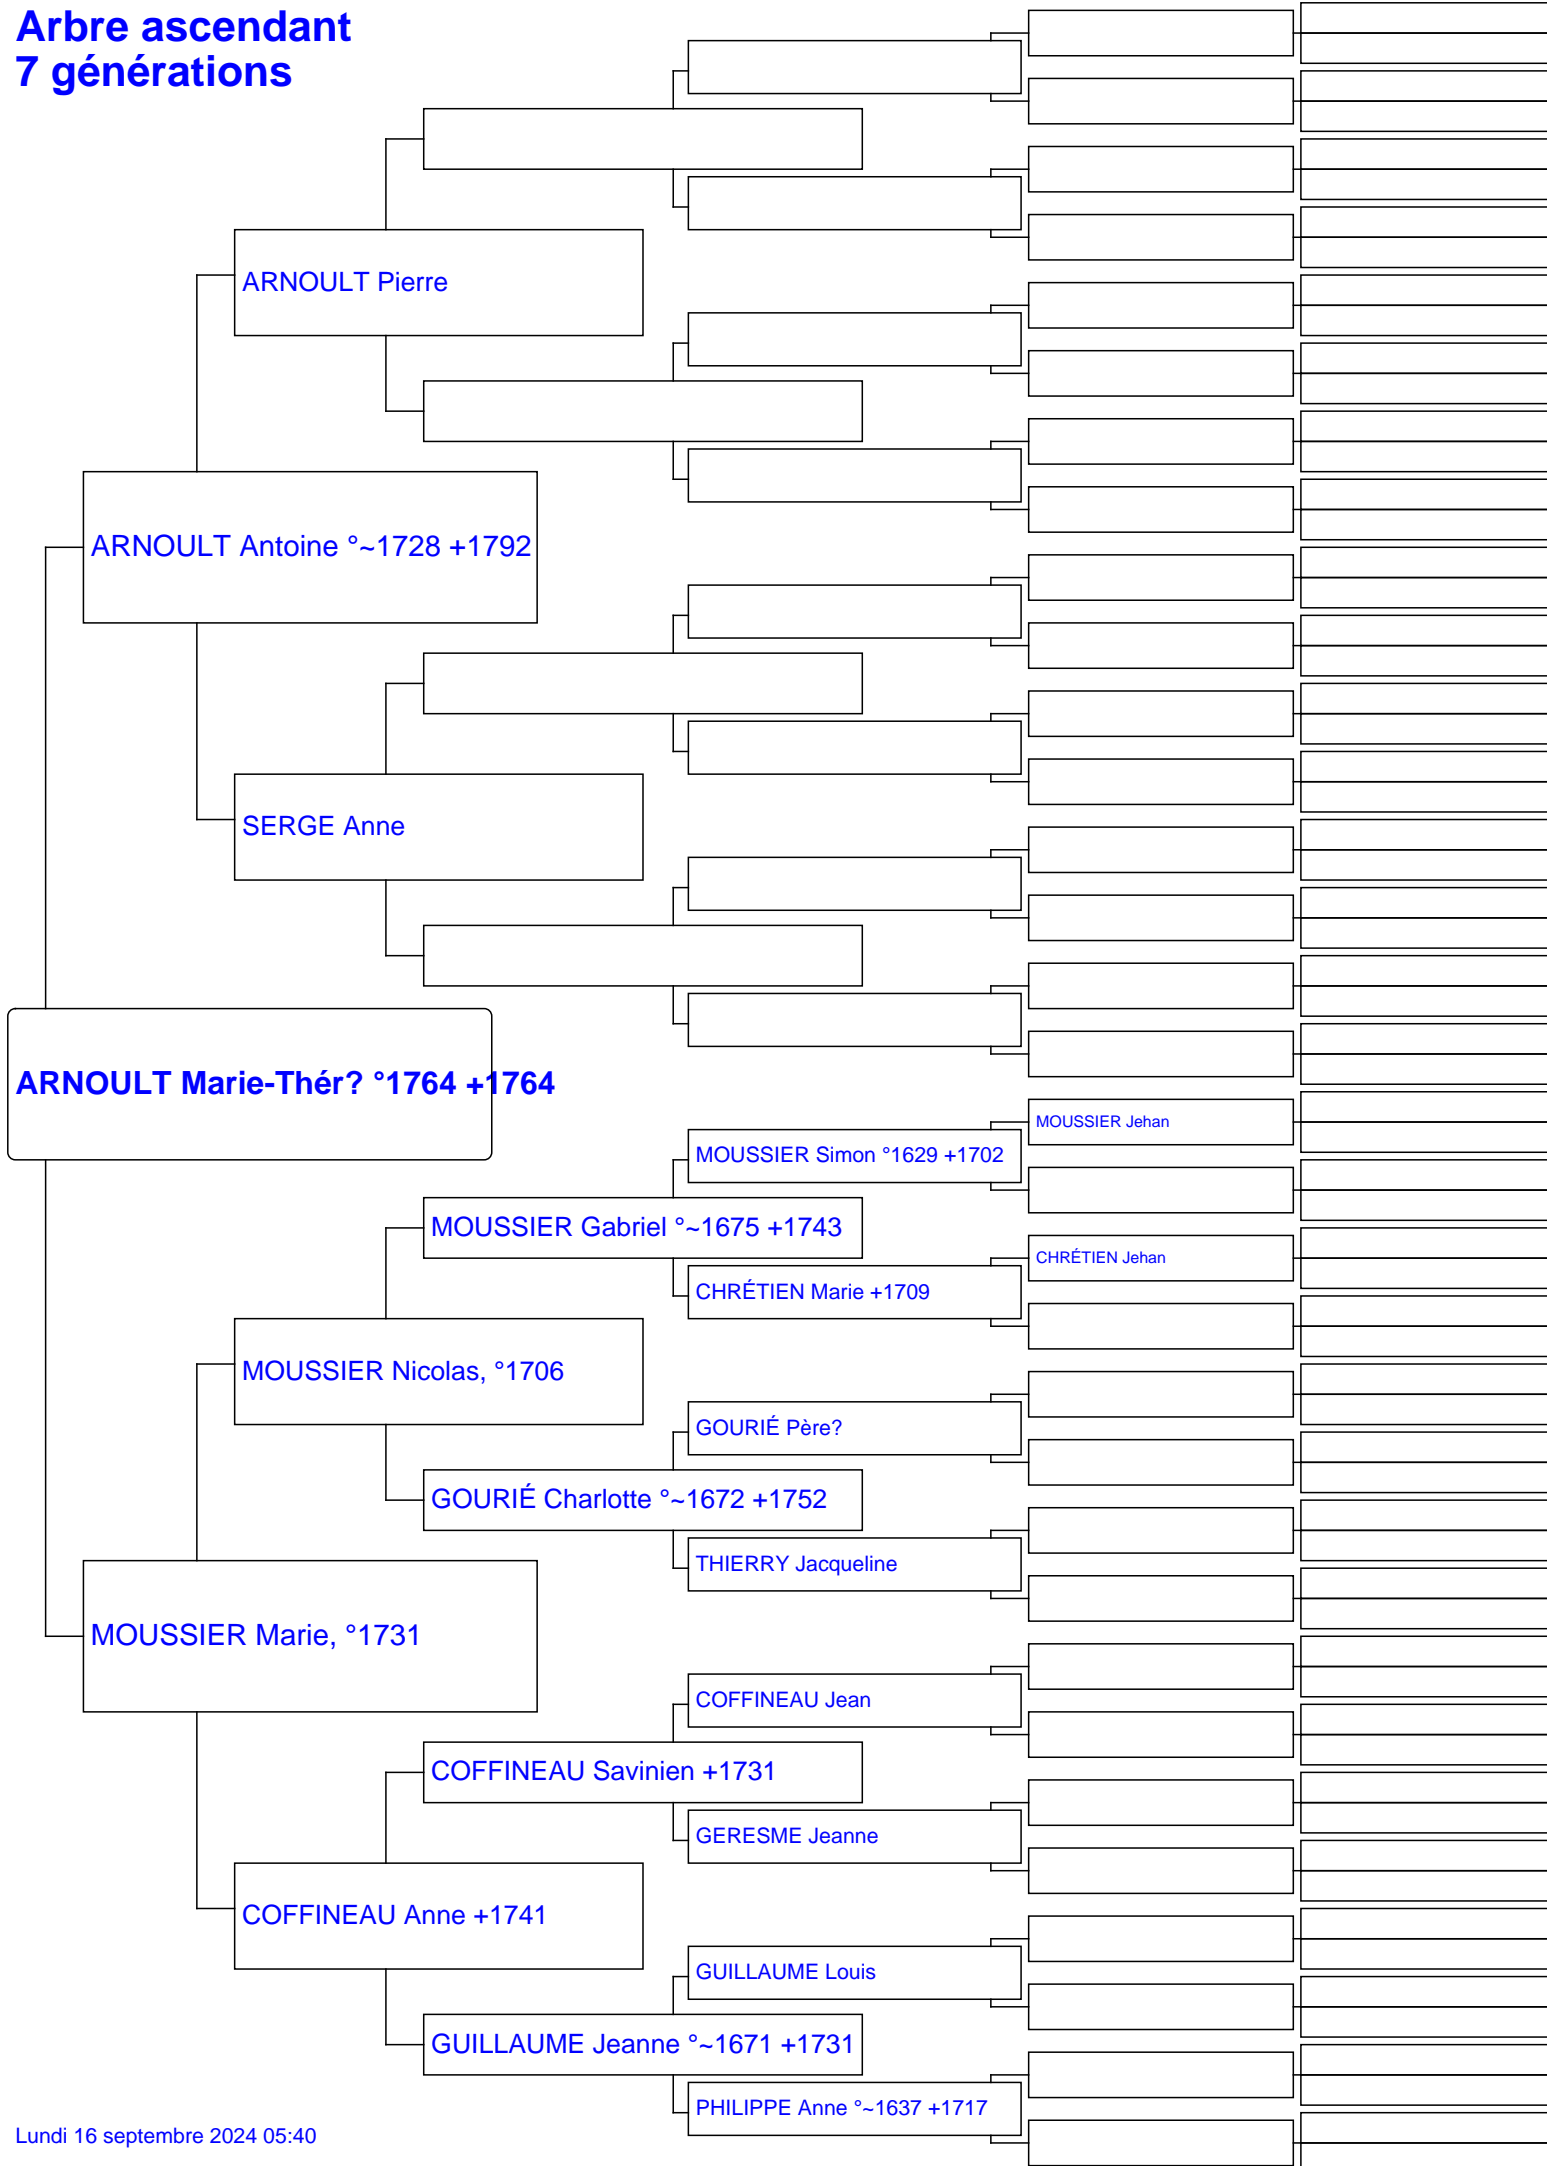 Arbre ascendant
7 générations
ARNOULT Pierre
ARNOULT Antoine °~1728 +1792
SERGE Anne
ARNOULT Marie-Thér? °1764 +1764
MOUSSIER Jehan
MOUSSIER Simon °1629 +1702
MOUSSIER Gabriel °~1675 +1743
CHRÉTIEN Jehan
CHRÉTIEN Marie +1709
MOUSSIER Nicolas, °1706
GOURIÉ Père?
GOURIÉ Charlotte °~1672 +1752
THIERRY Jacqueline
MOUSSIER Marie, °1731
COFFINEAU Jean
COFFINEAU Savinien +1731
GERESME Jeanne
COFFINEAU Anne +1741
GUILLAUME Louis
GUILLAUME Jeanne °~1671 +1731
PHILIPPE Anne °~1637 +1717
Lundi 16 septembre 2024 05:40